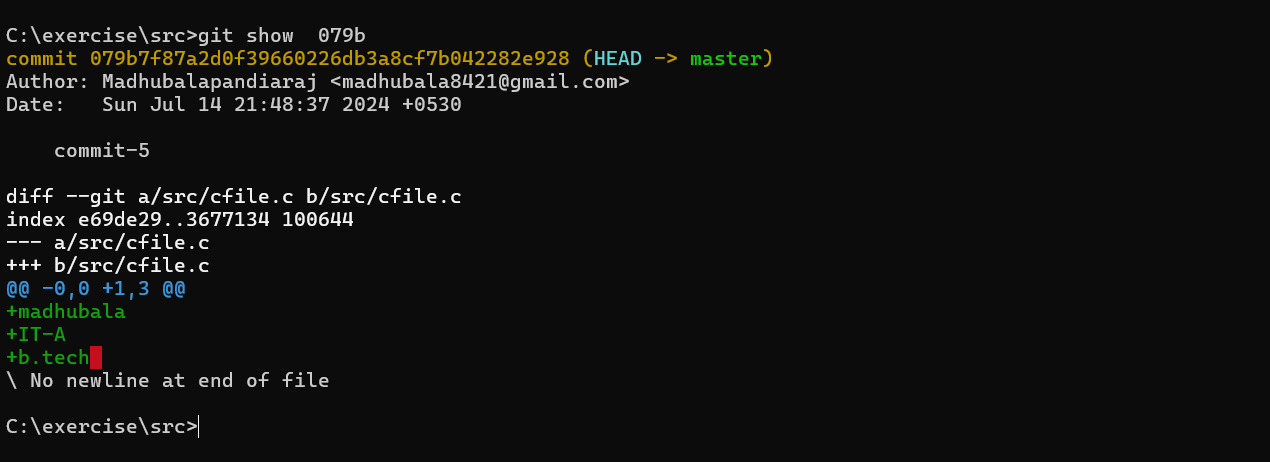 C:\exercise\src>git show  079b
commit 079b7f87a2d0f39660226db3a8cf7b042282e928 (HEAD -> master)
Author: Madhubalapandiaraj <madhubala8421@gmail.com>
Date:   Sun Jul 14 21:48:37 2024 +0530
    commit-5
diff --git a/src/cfile.c b/src/cfile.c
index e69de29..3677134 100644
--- a/src/cfile.c
+++ b/src/cfile.c
@@ -0,0 +1,3 @@
+madhubala
+IT-A
+b.tech
\ No newline at end of file
C:\exercise\src>